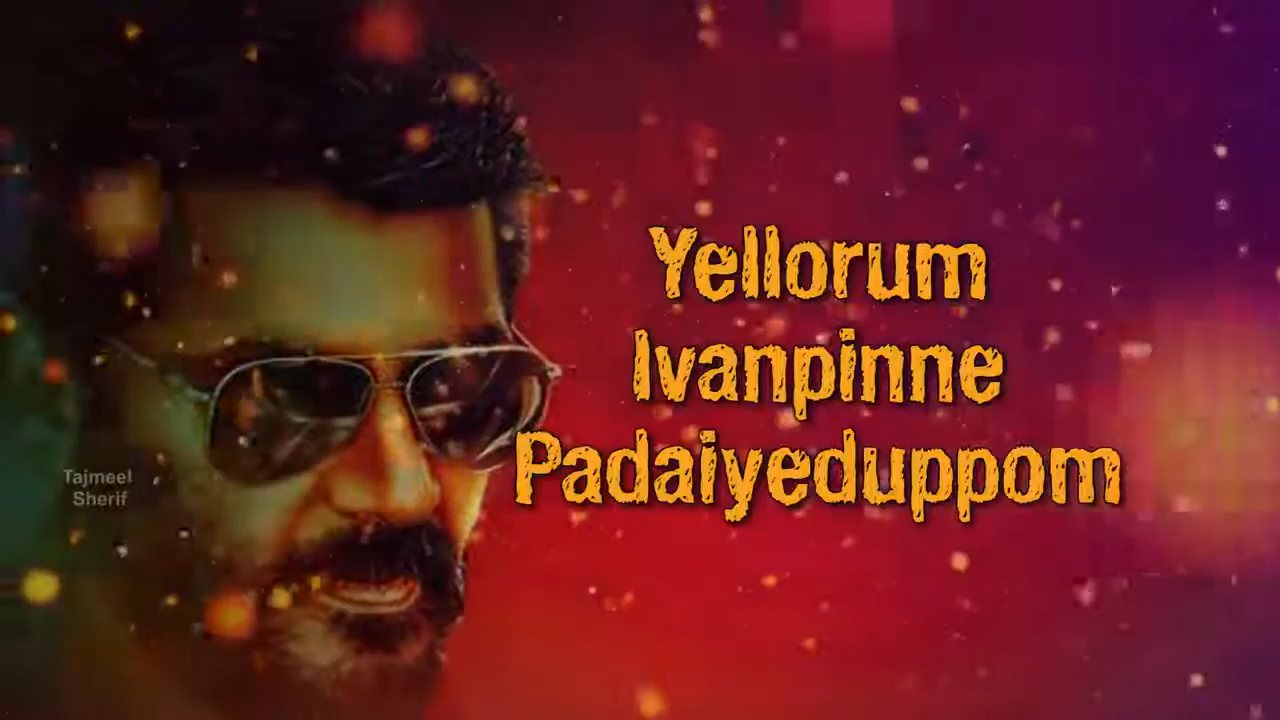 Yellorum
Ivanpinne
Padaiyeduppom
Tajmeel
Sherif